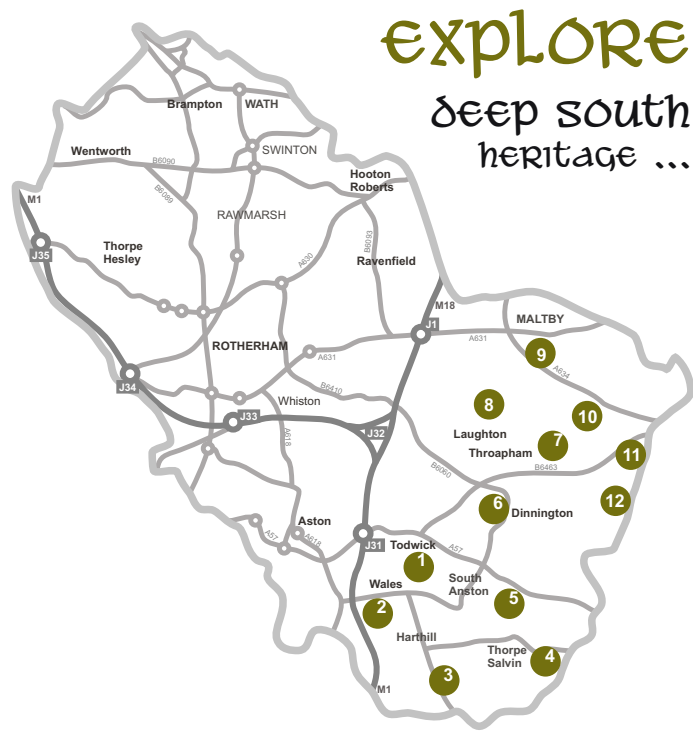 EXPLORE
deep south
heritage ...
Brampton
WATH
Wentworth
B6090
SWINTON
Hooton
Roberts
B6089
M1
RAWMARSH
J35
Thorpe
Hesley
A630
B6093
Ravenfield
M18
J1
MALTBY
A631
ROTHERHAM
A631
9
A634
J34
B6410
Whiston
J33
A618
J32
8
10
Laughton
Throapham
7
11
B6060
B6463
12
6
Dinnington
Aston
A57
A618
J31
Todwick
A57
1
South
Anston
Wales
2
5
Harthill
Thorpe
Salvin
4
3
M1